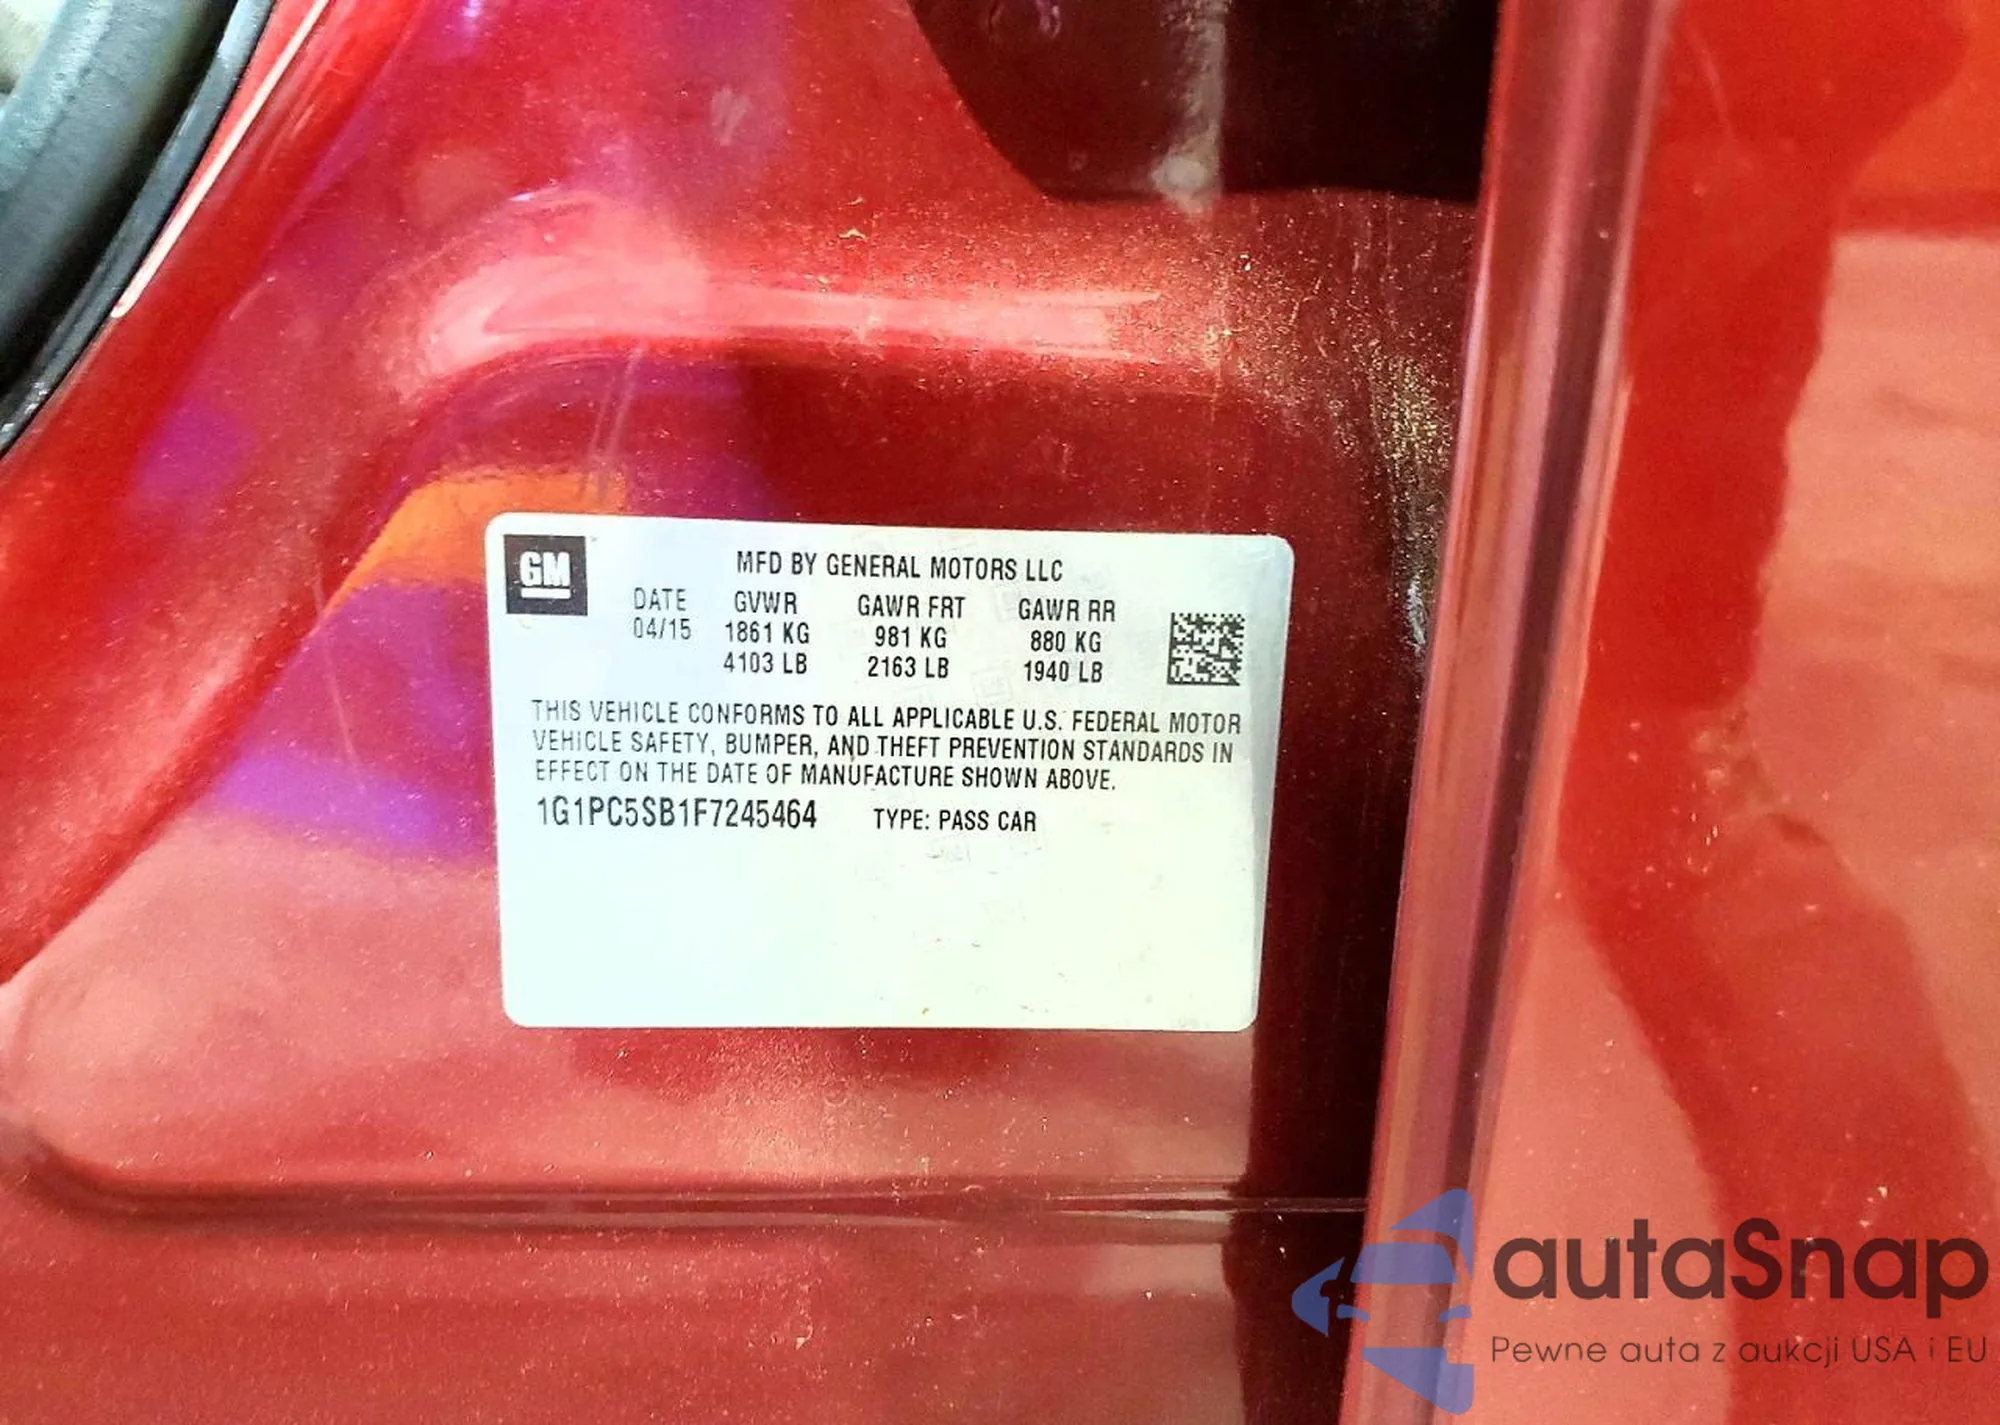 GM
MFD BY GENERAL MOTORS LLC
DATE GVWR GAWR FRT GAWR RR
04/15 1861 KG 981 KG 880 KG
4103 LB 2163 LB 1940 LB
THIS VEHICLE CONFORMS TO ALL APPLICABLE U.S. FEDERAL MOTOR
VEHICLE SAFETY, BUMPER, AND THEFT PREVENTION STANDARDS IN
EFFECT ON THE DATE OF MANUFACTURE SHOWN ABOVE.
1G1PC5SB1F7245464 TYPE: PASS CAR
autaSnap
Pewne auta z aukcji USA i EU